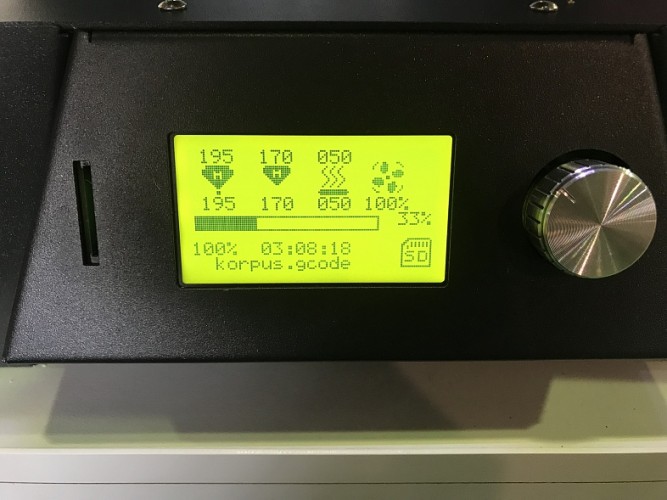 195 170 050
H H
195 170 050 100%
33%
100% 03:08:18
korpus.gcode
SD